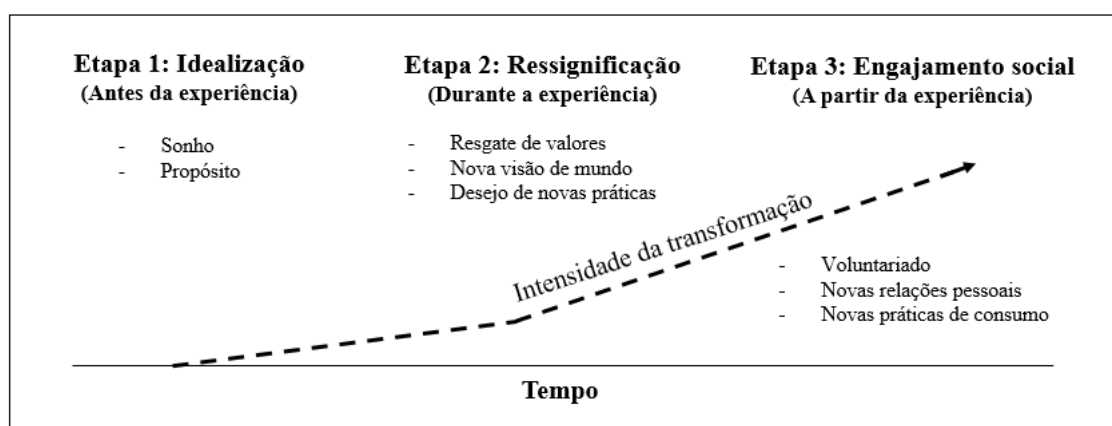 Etapa 1: Idealização
(Antes da experiência)
- Sonho
- Propósito
Etapa 2: Ressignificação
(Durante a experiência)
- Resgate de valores
- Nova visão de mundo
- Desejo de novas práticas
Etapa 3: Engajamento social
(A partir da experiência)
Intensidade da transformação
- Voluntariado
- Novas relações pessoais
- Novas práticas de consumo
Tempo